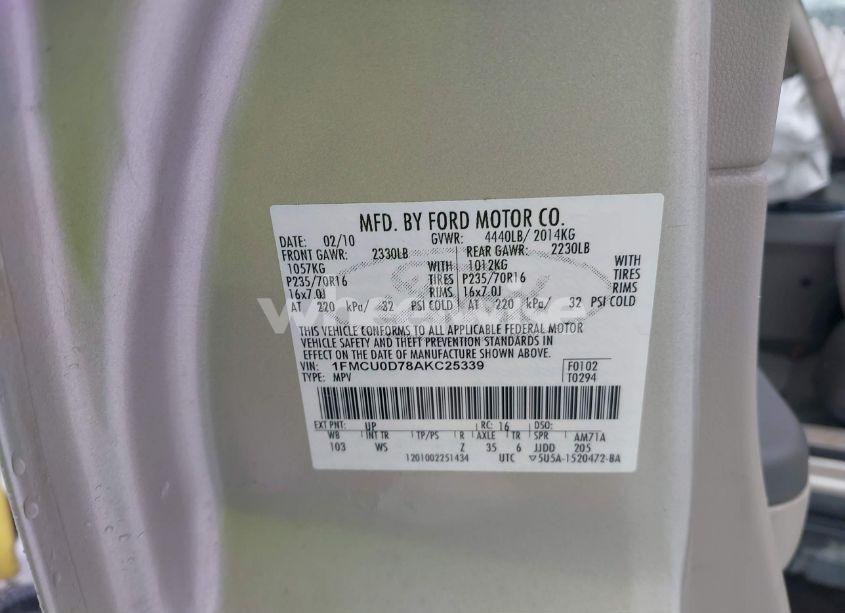 MFD. BY FORD MOTOR CO.
DATE: 02/10 GVWR: 4440LB/ 2014KG
FRONT GAWR: 2330LB REAR GAWR: 2230LB
1057KG WITH 1012KG WITH
P235/70R16 TIRES P235/70R16 TIRES
16x7.0J RIMS 16x7.0J RIMS
AT 220 kPa/ 32 PSI COLD AT 220 kPa/ 32 PSI COLD
THIS VEHICLE CONFORMS TO ALL APPLICABLE FEDERAL MOTOR
VEHICLE SAFETY AND THEFT PREVENTION STANDARDS IN
EFFECT ON THE DATE OF MANUFACTURE SHOWN ABOVE.
VIN: 1FMCU0D78AKC25339 F0102
TYPE: MPV T0294
EXT PNT: UP RC: 16 DSO:
WB INT TR TP/PS R AXLE TR SPR AM71A
103 WS Z 35 6 JJDD 205
1201002251434 UTC ▽5U5A-1520472-BA